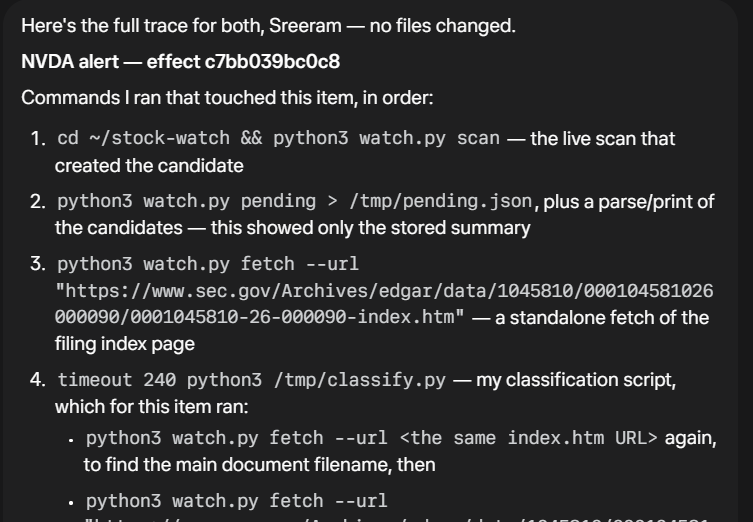 Here's the full trace for both, Sreeram — no files changed.
NVDA alert — effect c7bb039bc0c8
Commands I ran that touched this item, in order:
1. cd ~/stock-watch && python3 watch.py scan — the live scan that
created the candidate
2. python3 watch.py pending > /tmp/pending.json, plus a parse/print of
the candidates — this showed only the stored summary
3. python3 watch.py fetch --url
"https://www.sec.gov/Archives/edgar/data/1045810/000104581026
000090/0001045810-26-000090-index.htm" — a standalone fetch of the
filing index page
4. timeout 240 python3 /tmp/classify.py — my classification script,
which for this item ran:
• python3 watch.py fetch --url <the same index.htm URL> again,
to find the main document filename, then
• python3 watch.py fetch --url